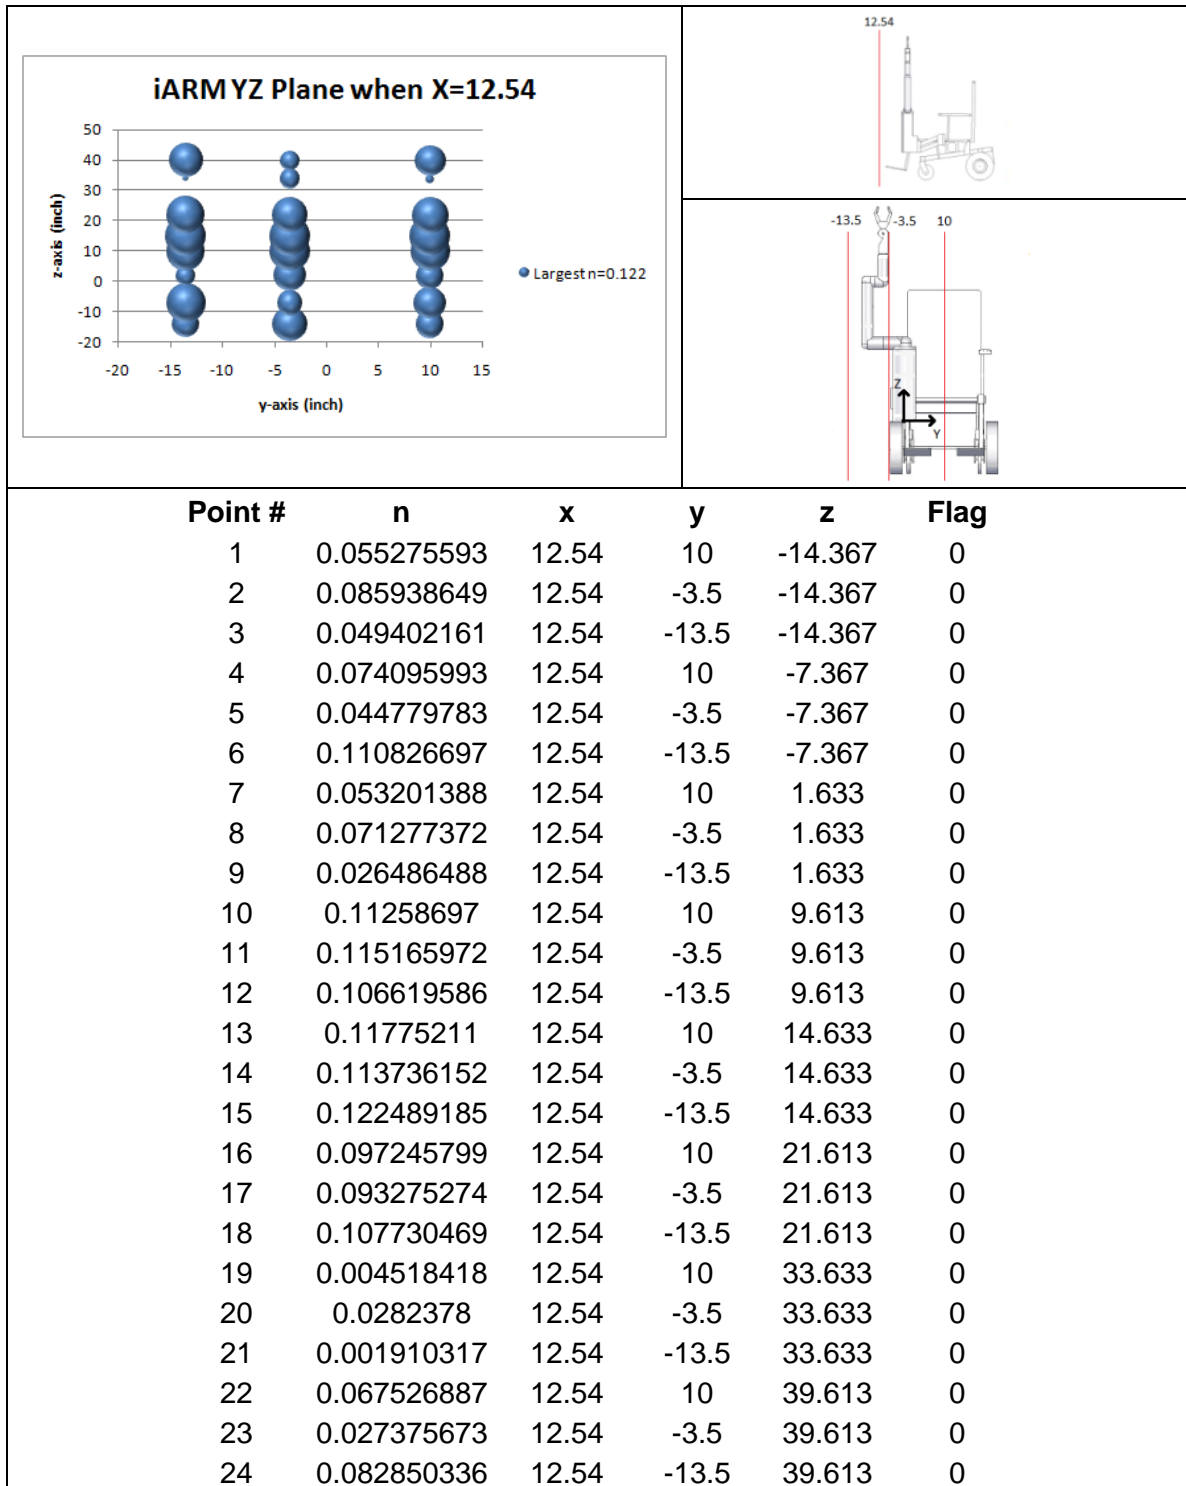 iARM YZ Plane when X=12.54
50
40
30
20
10
0
-10
-20
z-axis (inch)
-20 -15 -10 -5 0 5 10 15
y-axis (inch)
Largest n=0.122
12.54
-13.5 -3.5 10
Z
Y
Point # n x y z Flag
1 0.055275593 12.54 10 -14.367 0
2 0.085938649 12.54 -3.5 -14.367 0
3 0.049402161 12.54 -13.5 -14.367 0
4 0.074095993 12.54 10 -7.367 0
5 0.044779783 12.54 -3.5 -7.367 0
6 0.110826697 12.54 -13.5 -7.367 0
7 0.053201388 12.54 10 1.633 0
8 0.071277372 12.54 -3.5 1.633 0
9 0.026486488 12.54 -13.5 1.633 0
10 0.11258697 12.54 10 9.613 0
11 0.115165972 12.54 -3.5 9.613 0
12 0.106619586 12.54 -13.5 9.613 0
13 0.11775211 12.54 10 14.633 0
14 0.113736152 12.54 -3.5 14.633 0
15 0.122489185 12.54 -13.5 14.633 0
16 0.097245799 12.54 10 21.613 0
17 0.093275274 12.54 -3.5 21.613 0
18 0.107730469 12.54 -13.5 21.613 0
19 0.004518418 12.54 10 33.633 0
20 0.0282378 12.54 -3.5 33.633 0
21 0.001910317 12.54 -13.5 33.633 0
22 0.067526887 12.54 10 39.613 0
23 0.027375673 12.54 -3.5 39.613 0
24 0.082850336 12.54 -13.5 39.613 0